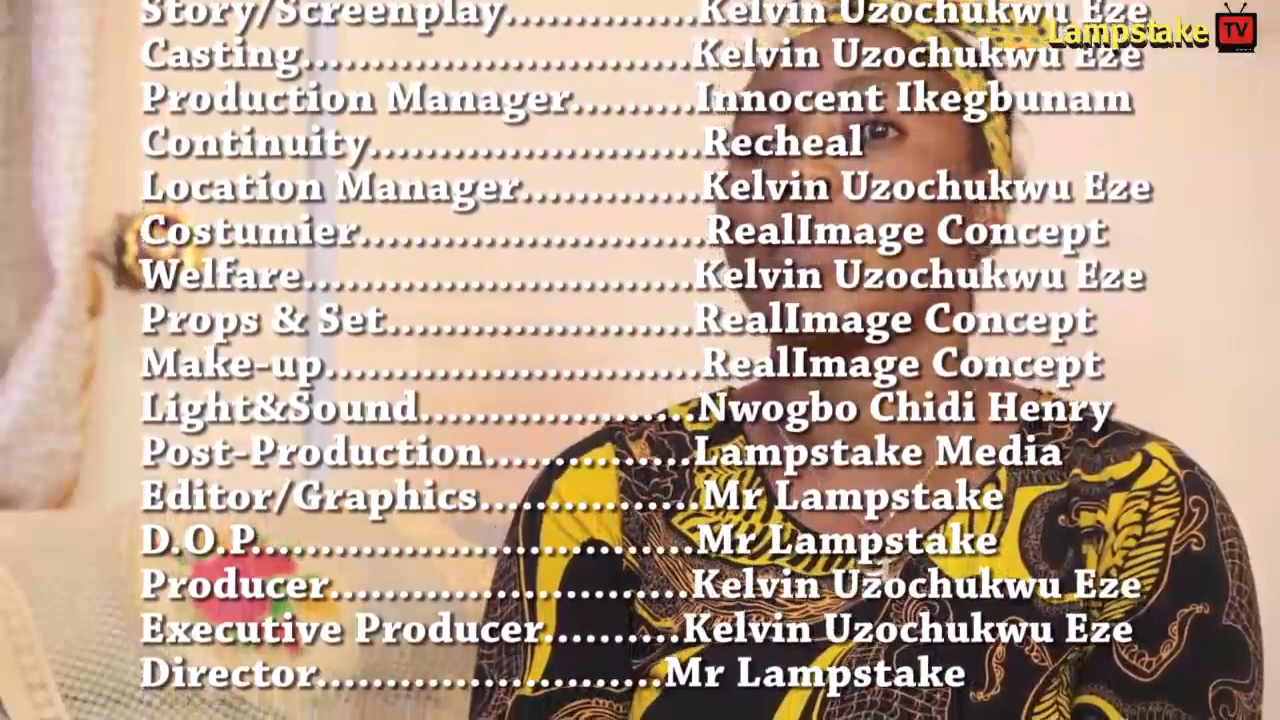 Story/Screenplay...............Kelvin Uzochukwu Eze
Lampstake TV
Casting..............................Kelvin Uzochukwu Eze
Production Manager.........Innocent Ikegbunam
Continuity.........................Recheal
Location Manager.............Kelvin Uzochukwu Eze
Costumier..........................RealImage Concept
Welfare..............................Kelvin Uzochukwu Eze
Props & Set.......................RealImage Concept
Make-up............................RealImage Concept
Light&Sound.....................Nwogbo Chidi Henry
Post-Production...............Lampstake Media
Editor/Graphics................Mr Lampstake
D.O.P.................................Mr Lampstake
Producer..........................Kelvin Uzochukwu Eze
Executive Producer..........Kelvin Uzochukwu Eze
Director.........................Mr Lampstake